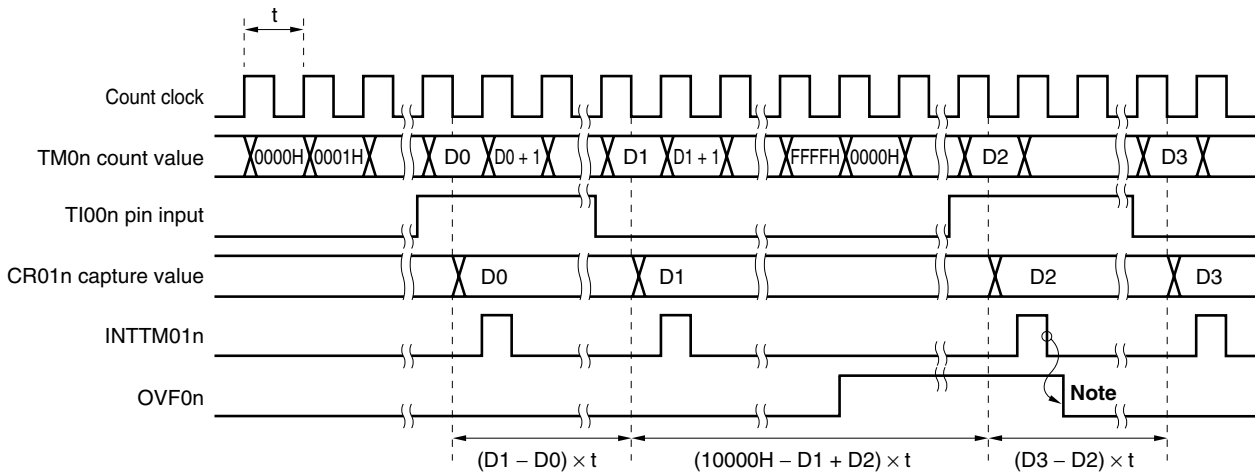 t
Count clock
TM0n count value 0000H 0001H D0 D0 + 1 D1 D1 + 1 FFFFH 0000H D2 D3
TI00n pin input
CR01n capture value D0 D1 D2 D3
INTTM01n
OVF0n Note
(D1 – D0) × t (10000H – D1 + D2) × t (D3 – D2) × t